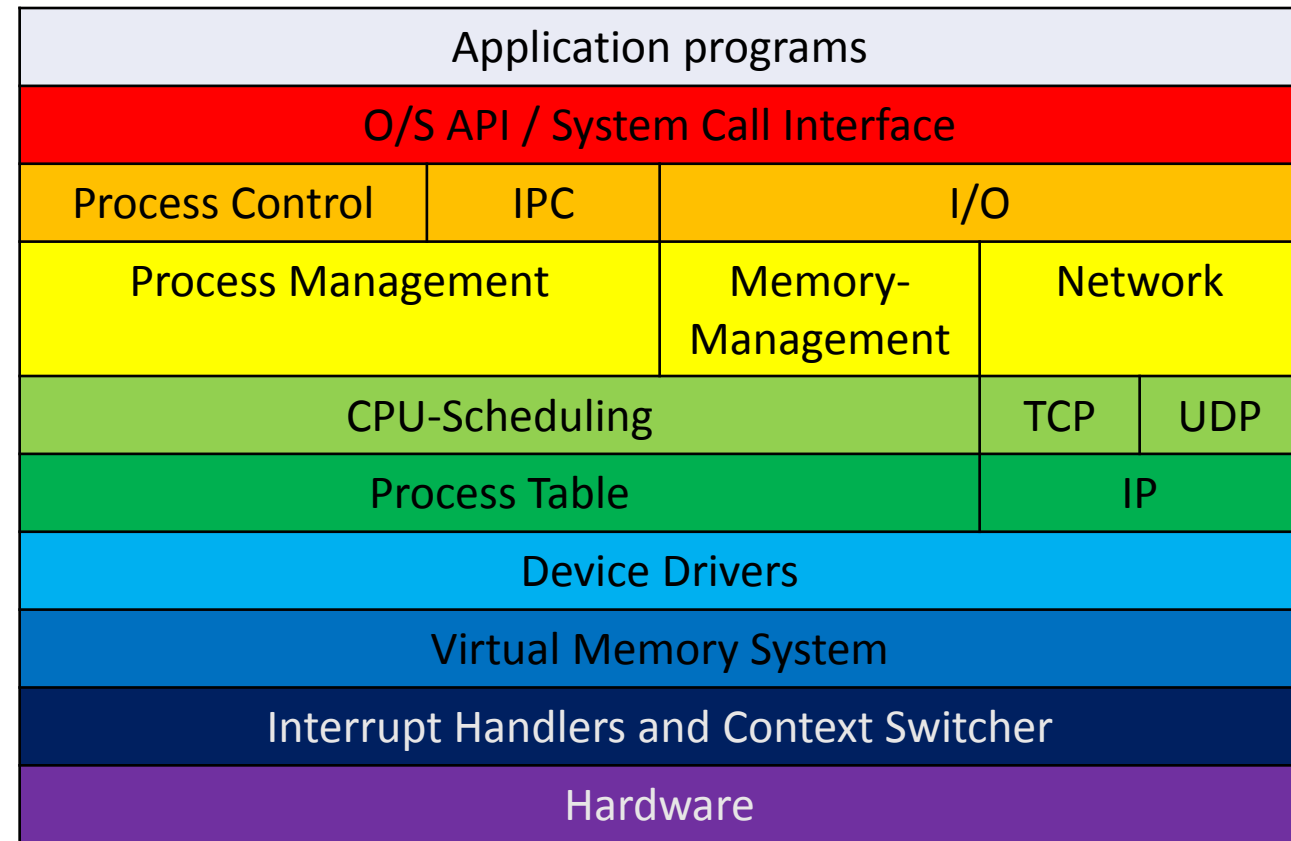 Application programs
O/S API / System Call Interface
Process Control IPC I/O
Process Management Memory- Network
Management
CPU-Scheduling TCP UDP
Process Table IP
Device Drivers
Virtual Memory System
Interrupt Handlers and Context Switcher
Hardware